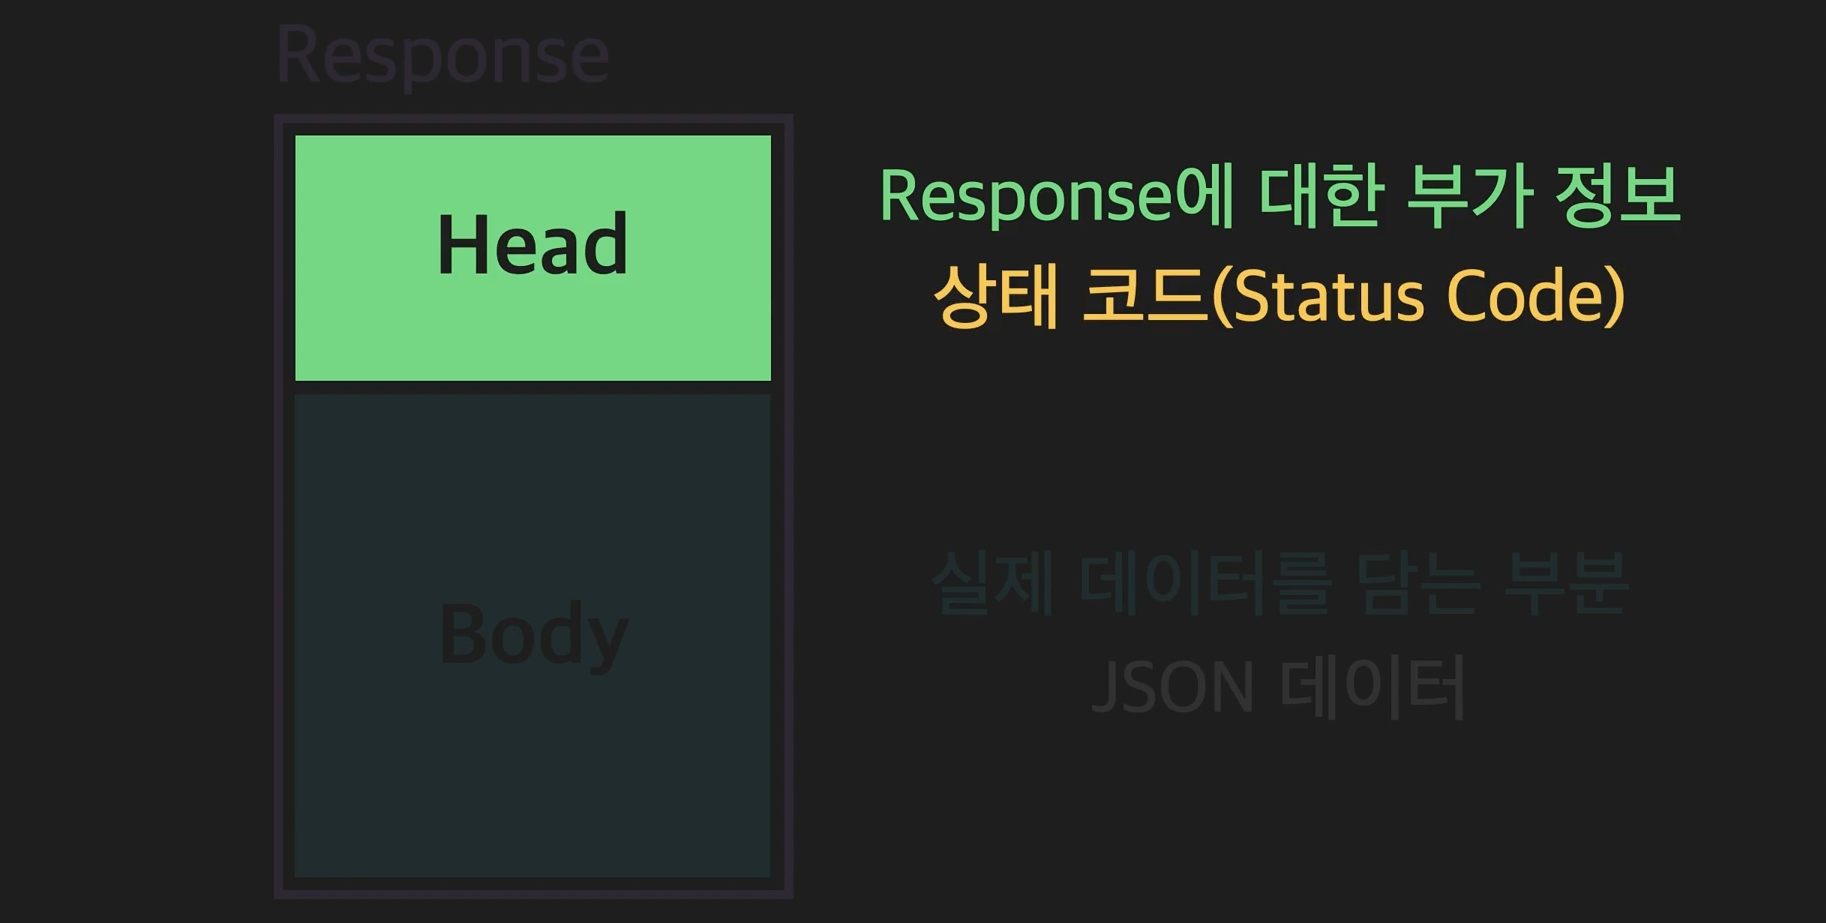 Response
Head
Response에 대한 부가 정보
상태 코드(Status Code)
Body
실제 데이터를 담는 부분
JSON 데이터